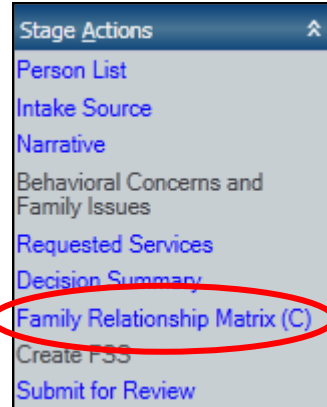 Stage Actions
Person List
Intake Source
Narrative
Behavioral Concerns and
Family Issues
Requested Services
Decision Summary
Family Relationship Matrix (C)
Create FSS
Submit for Review